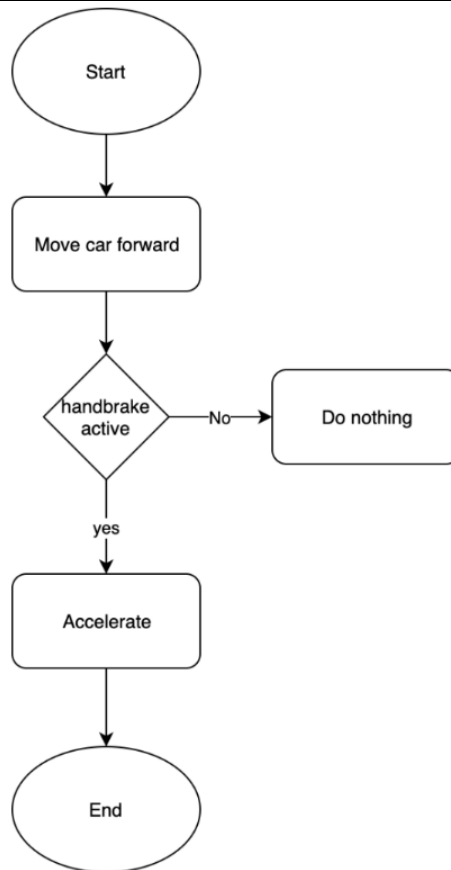 Start
Move car forward
handbrake
active
No
Do nothing
yes
Accelerate
End